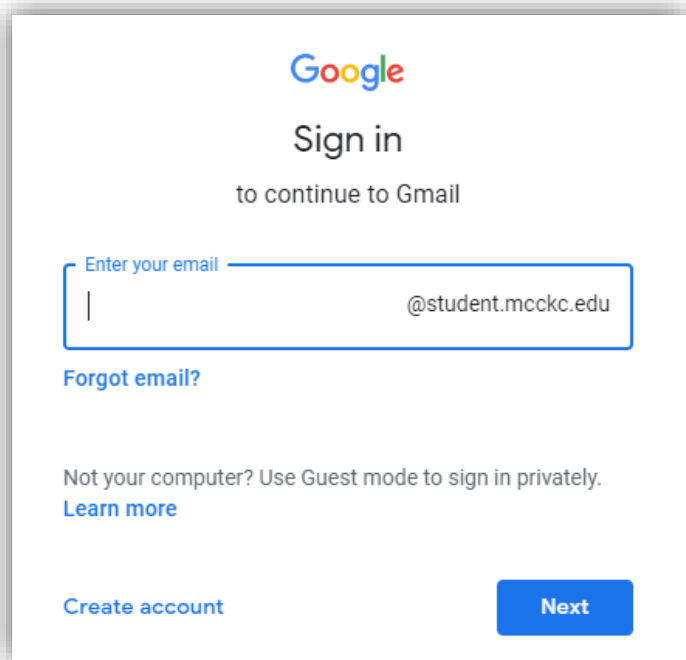 Google
Sign in
to continue to Gmail
Enter your email
@student.mcckc.edu
Forgot email?
Not your computer? Use Guest mode to sign in privately.
Learn more
Create account
Next